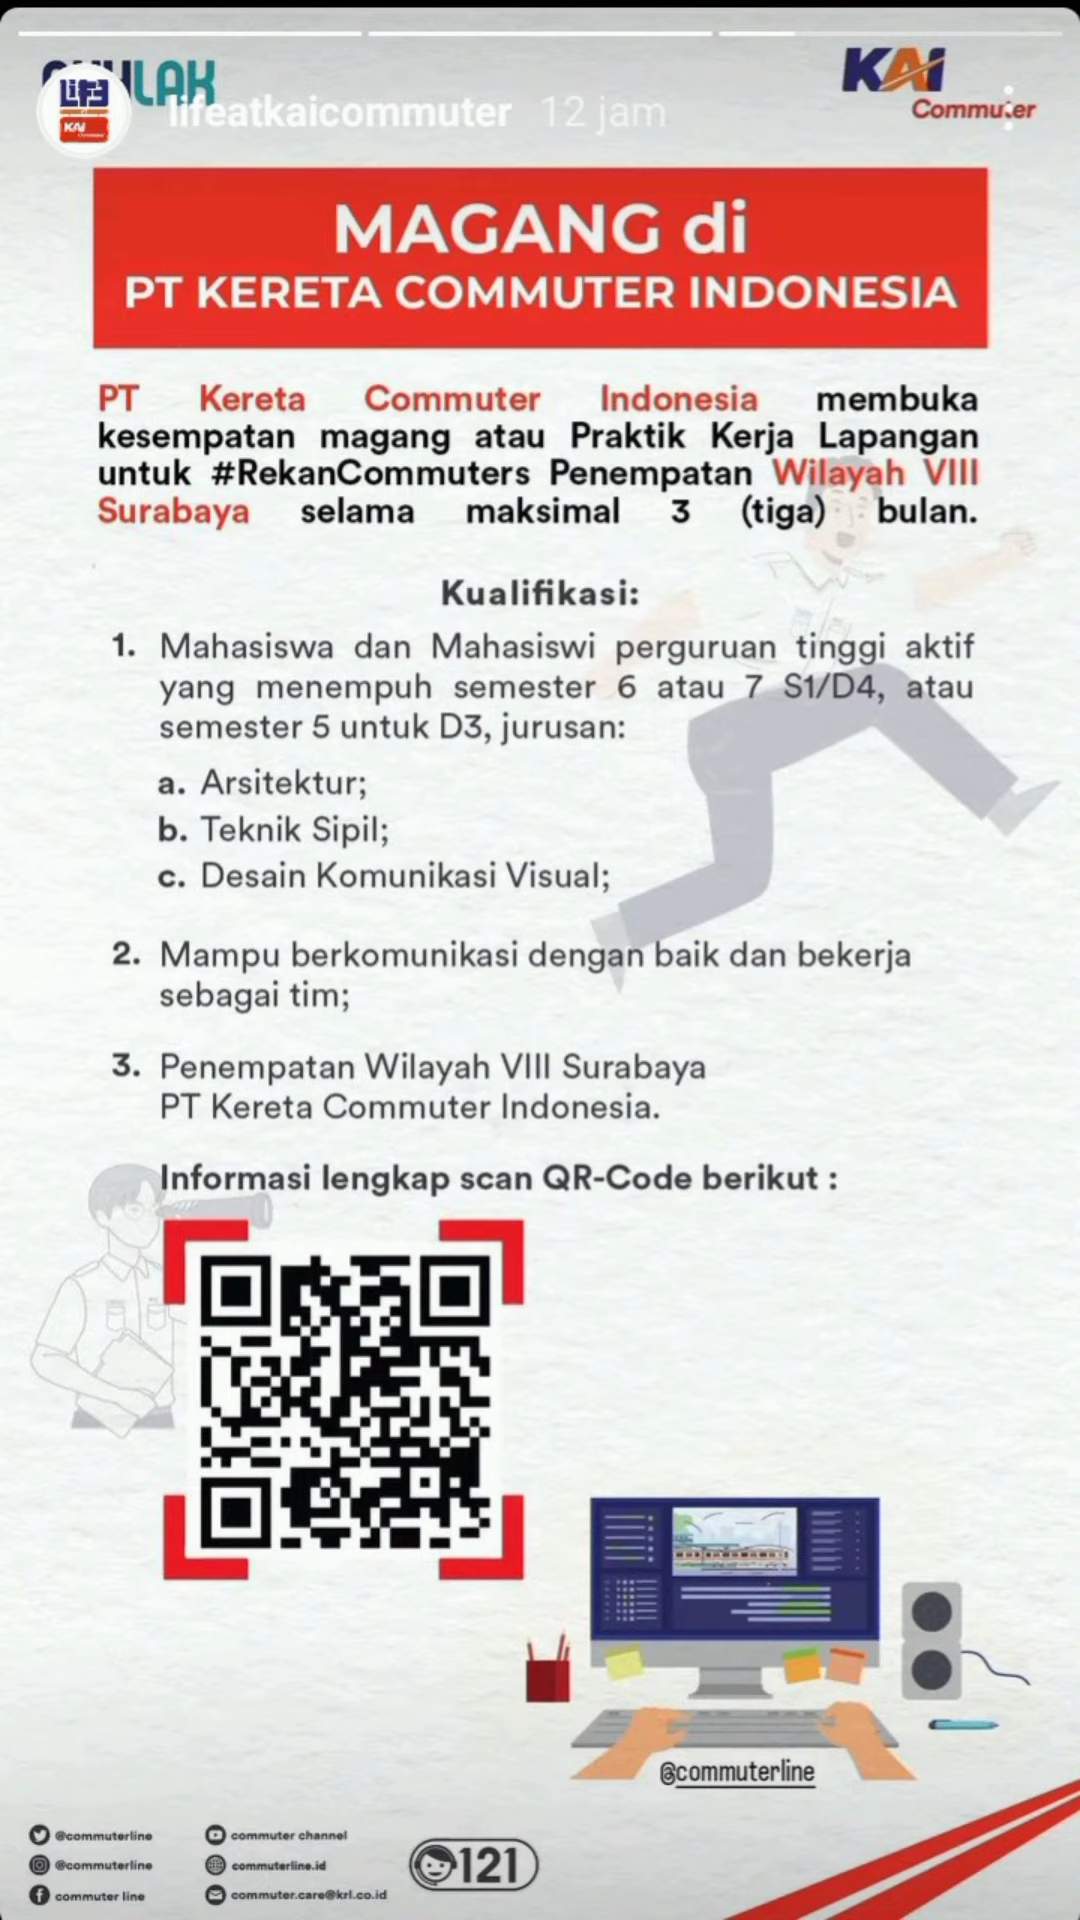 LAK
lifeatkaicommuter 12 jam
KAI
Commuter
LIFE
KAI
MAGANG di
PT KERETA COMMUTER INDONESIA
PT Kereta Commuter Indonesia membuka
kesempatan magang atau Praktik Kerja Lapangan
untuk #RekanCommuters Penempatan Wilayah VIII
Surabaya selama maksimal 3 (tiga) bulan.
Kualifikasi:
1. Mahasiswa dan Mahasiswi perguruan tinggi aktif
yang menempuh semester 6 atau 7 S1/D4, atau
semester 5 untuk D3, jurusan:
a. Arsitektur;
b. Teknik Sipil;
c. Desain Komunikasi Visual;
2. Mampu berkomunikasi dengan baik dan bekerja
sebagai tim;
3. Penempatan Wilayah VIII Surabaya
PT Kereta Commuter Indonesia.
Informasi lengkap scan QR-Code berikut :
@commuterline
@commuterline
@commuterline
commuter line
commuter channel
commuterline.id
commuter.care@krl.co.id
121